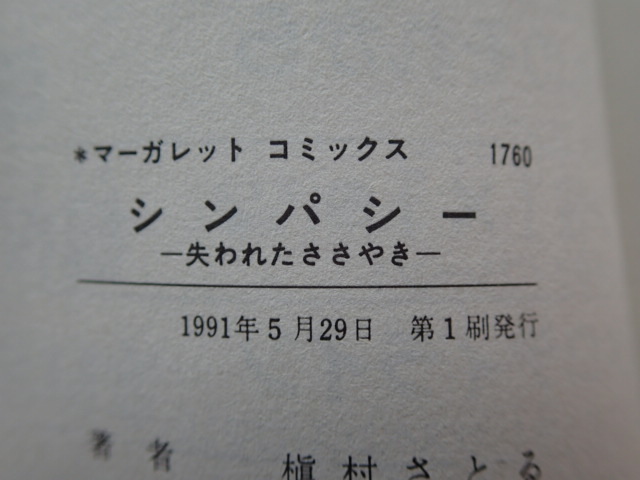 ＊マーガレット コミックス 1760
シンパシー
―失われたささやき―
1991年5月29日 第1刷発行
著者 槇村さとる